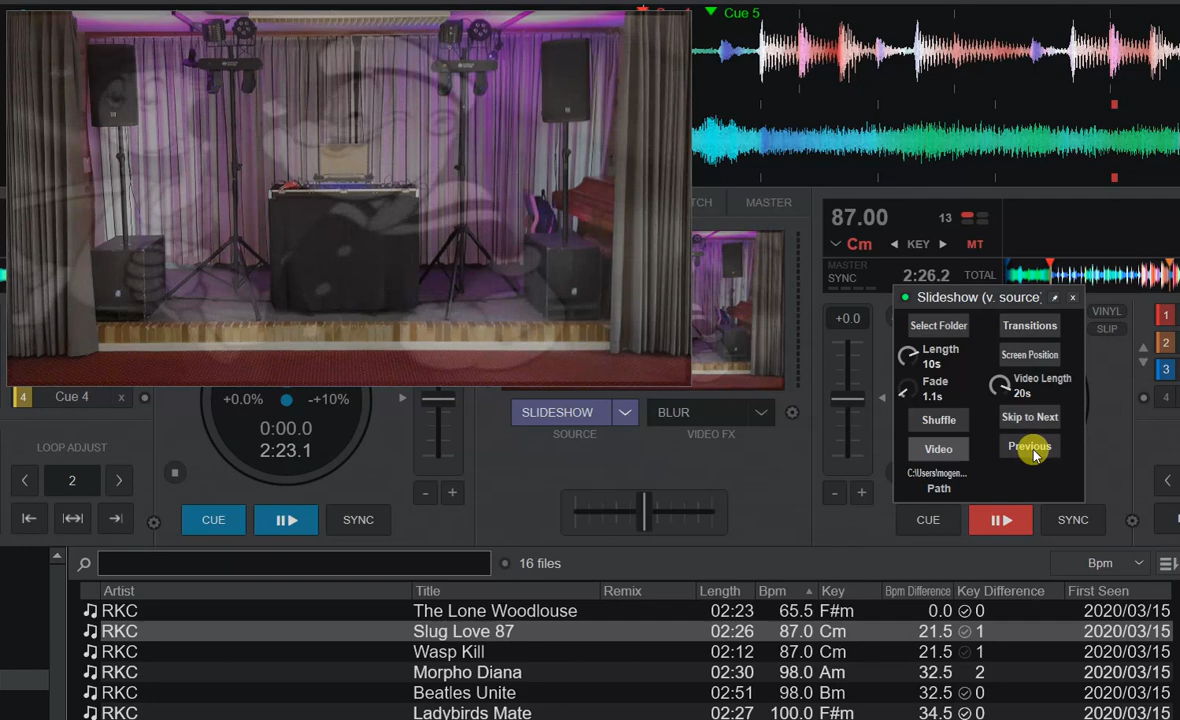 Cue 5
TCH MASTER
87.00 13
Cm KEY MT
MASTER
SYNC 2:26.2 TOTAL
Slideshow (v. source)
Select Folder Transitions
Length
10s Screen Position
Fade
1.1s Video Length
20s
Shuffle Skip to Next
Video Previous
C:\Users\mogen...
Path
VINYL
SLIP
1
2
3
4
+0.0
4 Cue 4 x
+0.0% -+10%
0:00.0
2:23.1
LOOP ADJUST
2
SLIDESHOW BLUR
SOURCE VIDEO FX
- +
- +
CUE SYNC
CUE SYNC
16 files Bpm
Artist Title Remix Length Bpm Key Bpm Difference Key Difference First Seen
RKC The Lone Woodlouse 02:23 65.5 F#m 0.0 0 2020/03/15
RKC Slug Love 87 02:26 87.0 Cm 21.5 1 2020/03/15
RKC Wasp Kill 02:12 87.0 Cm 21.5 1 2020/03/15
RKC Morpho Diana 02:30 98.0 Am 32.5 2 2020/03/15
RKC Beatles Unite 02:51 98.0 Bm 32.5 0 2020/03/15
RKC Ladybirds Mate 02:27 100.0 F#m 34.5 0 2020/03/15